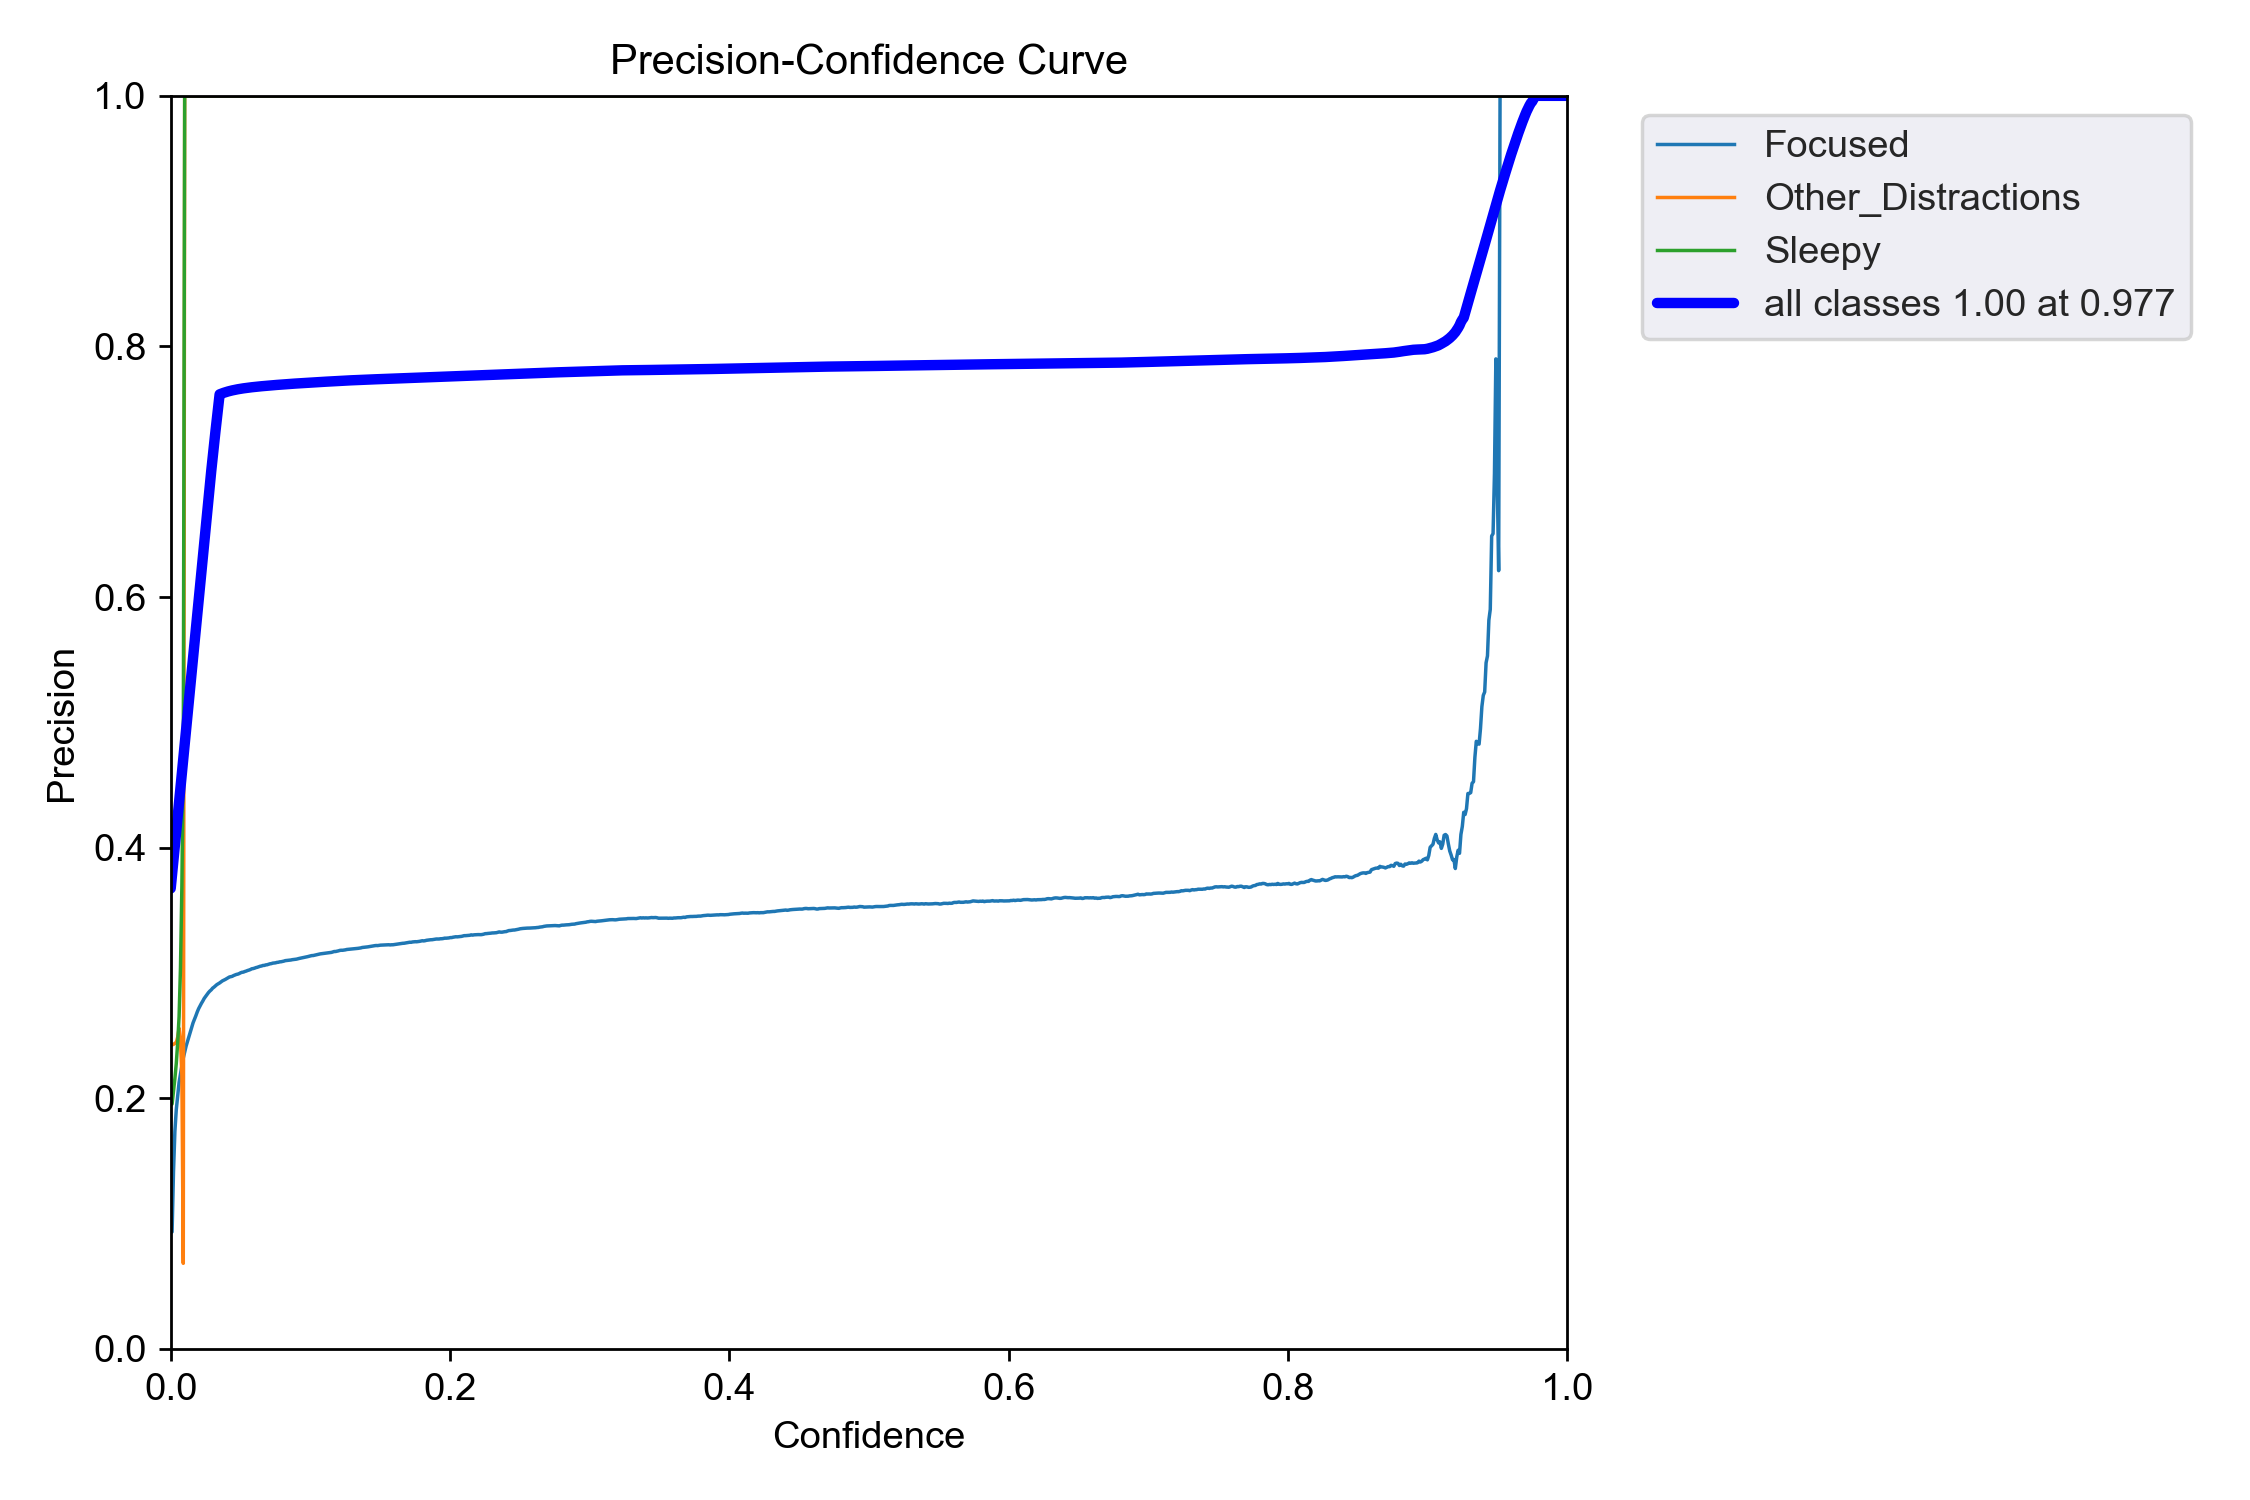 Precision-Confidence Curve
1.0
0.8
0.6
0.4
0.2
0.0
Precision
0.0 0.2 0.4 0.6 0.8 1.0
Confidence
Focused
Other_Distractions
Sleepy
all classes 1.00 at 0.977